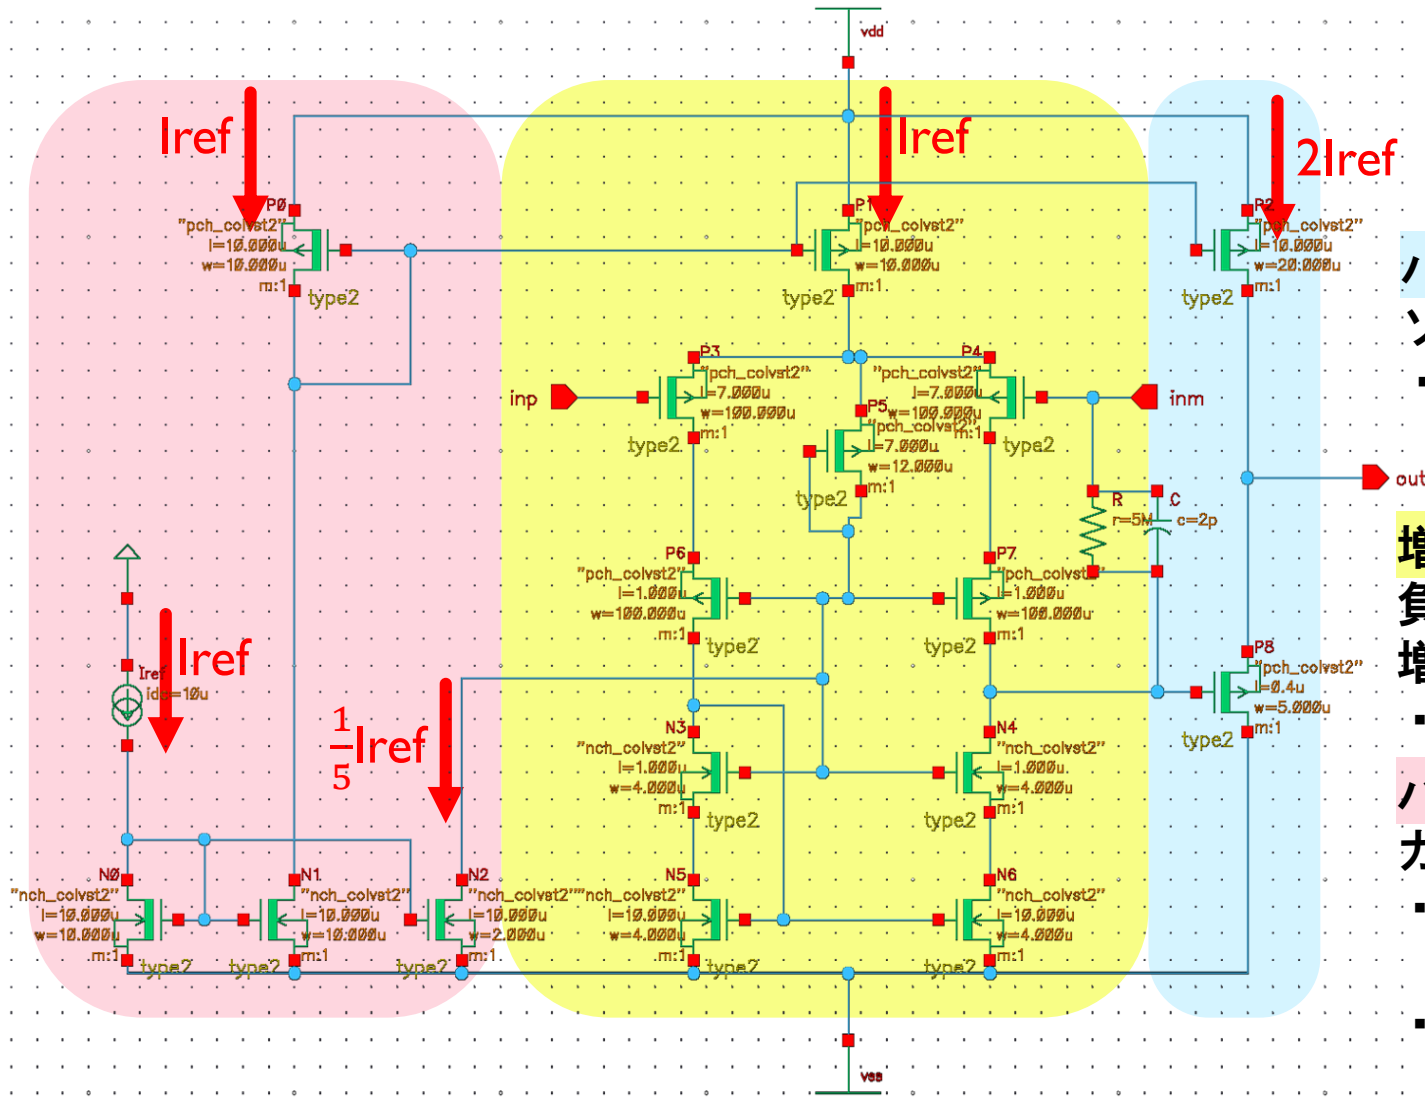 vdd
Iref
Iref
2Iref
P0
"pch_colvst2"
l=10.000u
w=10.000u
m:1
type2
P1
"pch_colvst2"
l=10.000u
w=10.000u
m:1
type2
P2
"pch_colvst2"
l=10.000u
w=20.000u
m:1
type2
inp
P3
"pch_colvst2"
l=7.000u
w=100.000u
m:1
type2
P4
"pch_colvst2"
l=7.000u
w=100.000u
m:1
type2
inm
P5
"pch_colvst2"
l=7.000u
w=12.000u
m:1
type2
R
r=5M
C
c=2p
out
P6
"pch_colvst2"
l=1.000u
w=100.000u
m:1
type2
P7
"pch_colvst2"
l=1.000u
w=100.000u
m:1
type2
Iref
Iref
idc=10u
1/5 Iref
P8
"pch_colvst2"
l=0.4u
w=5.000u
m:1
type2
N3
"nch_colvst2"
l=1.000u
w=4.000u
m:1
type2
N4
"nch_colvst2"
l=1.000u
w=4.000u
m:1
type2
N0
"nch_colvst2"
l=10.000u
w=10.000u
m:1
type2
N1
"nch_colvst2"
l=10.000u
w=10.000u
m:1
type2
N2
"nch_colvst2"
l=10.000u
w=2.000u
m:1
type2
N5
"nch_colvst2"
l=10.000u
w=4.000u
m:1
type2
N6
"nch_colvst2"
l=10.000u
w=4.000u
m:1
type2
vss
増
負
増